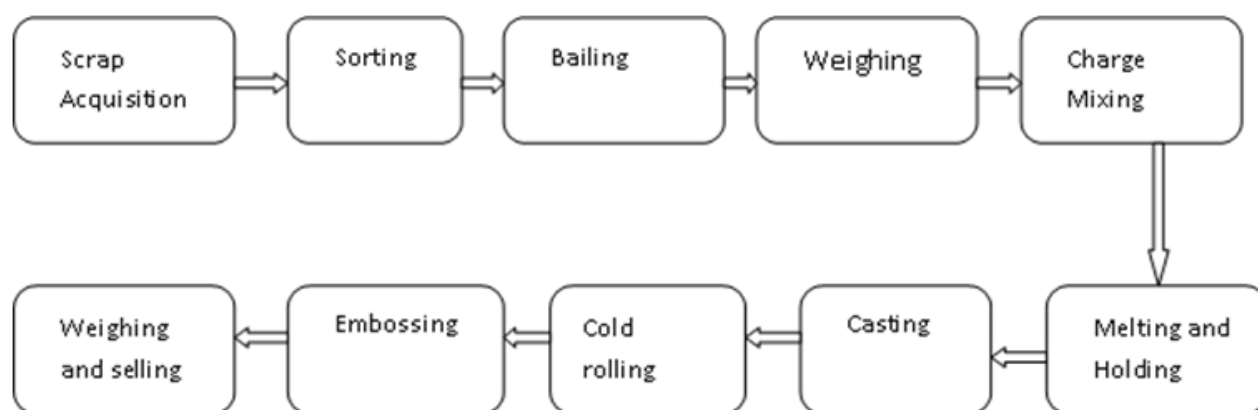 Scrap
Acquisition
Sorting
Bailing
Weighing
Charge
Mixing
Melting and
Holding
Casting
Cold
rolling
Embossing
Weighing
and selling